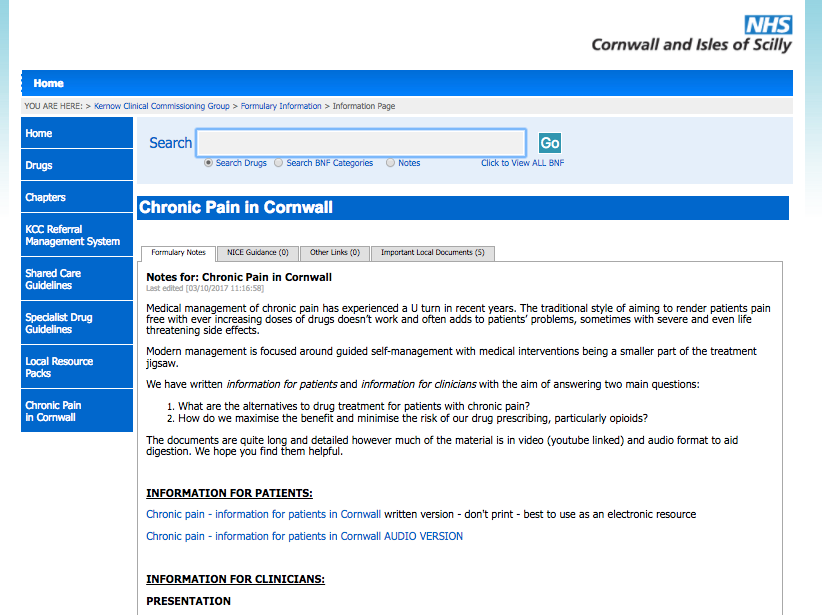 NHS
Cornwall and Isles of Scilly
Home
YOU ARE HERE: > Kernow Clinical Commissioning Group > Formulary Information > Information Page
Home
Drugs
Chapters
KCC Referral
Management System
Shared Care
Guidelines
Specialist Drug
Guidelines
Local Resource
Packs
Chronic Pain
in Cornwall
Search
Go
Search Drugs Search BNF Categories Notes Click to View ALL BNF
Chronic Pain in Cornwall
Formulary Notes NICE Guidance (0) Other Links (0) Important Local Documents (5)
Notes for: Chronic Pain in Cornwall
Last edited [03/10/2017 11:16:58]
Medical management of chronic pain has experienced a U turn in recent years. The traditional style of aiming to render patients pain
free with ever increasing doses of drugs doesn't work and often adds to patients' problems, sometimes with severe and even life
threatening side effects.
Modern management is focused around guided self-management with medical interventions being a smaller part of the treatment
jigsaw.
We have written information for patients and information for clinicians with the aim of answering two main questions:
1. What are the alternatives to drug treatment for patients with chronic pain?
2. How do we maximise the benefit and minimise the risk of our drug prescribing, particularly opioids?
The documents are quite long and detailed however much of the material is in video (youtube linked) and audio format to aid
digestion. We hope you find them helpful.
INFORMATION FOR PATIENTS:
Chronic pain - information for patients in Cornwall written version - don't print - best to use as an electronic resource
Chronic pain - information for patients in Cornwall AUDIO VERSION
INFORMATION FOR CLINICIANS:
PRESENTATION